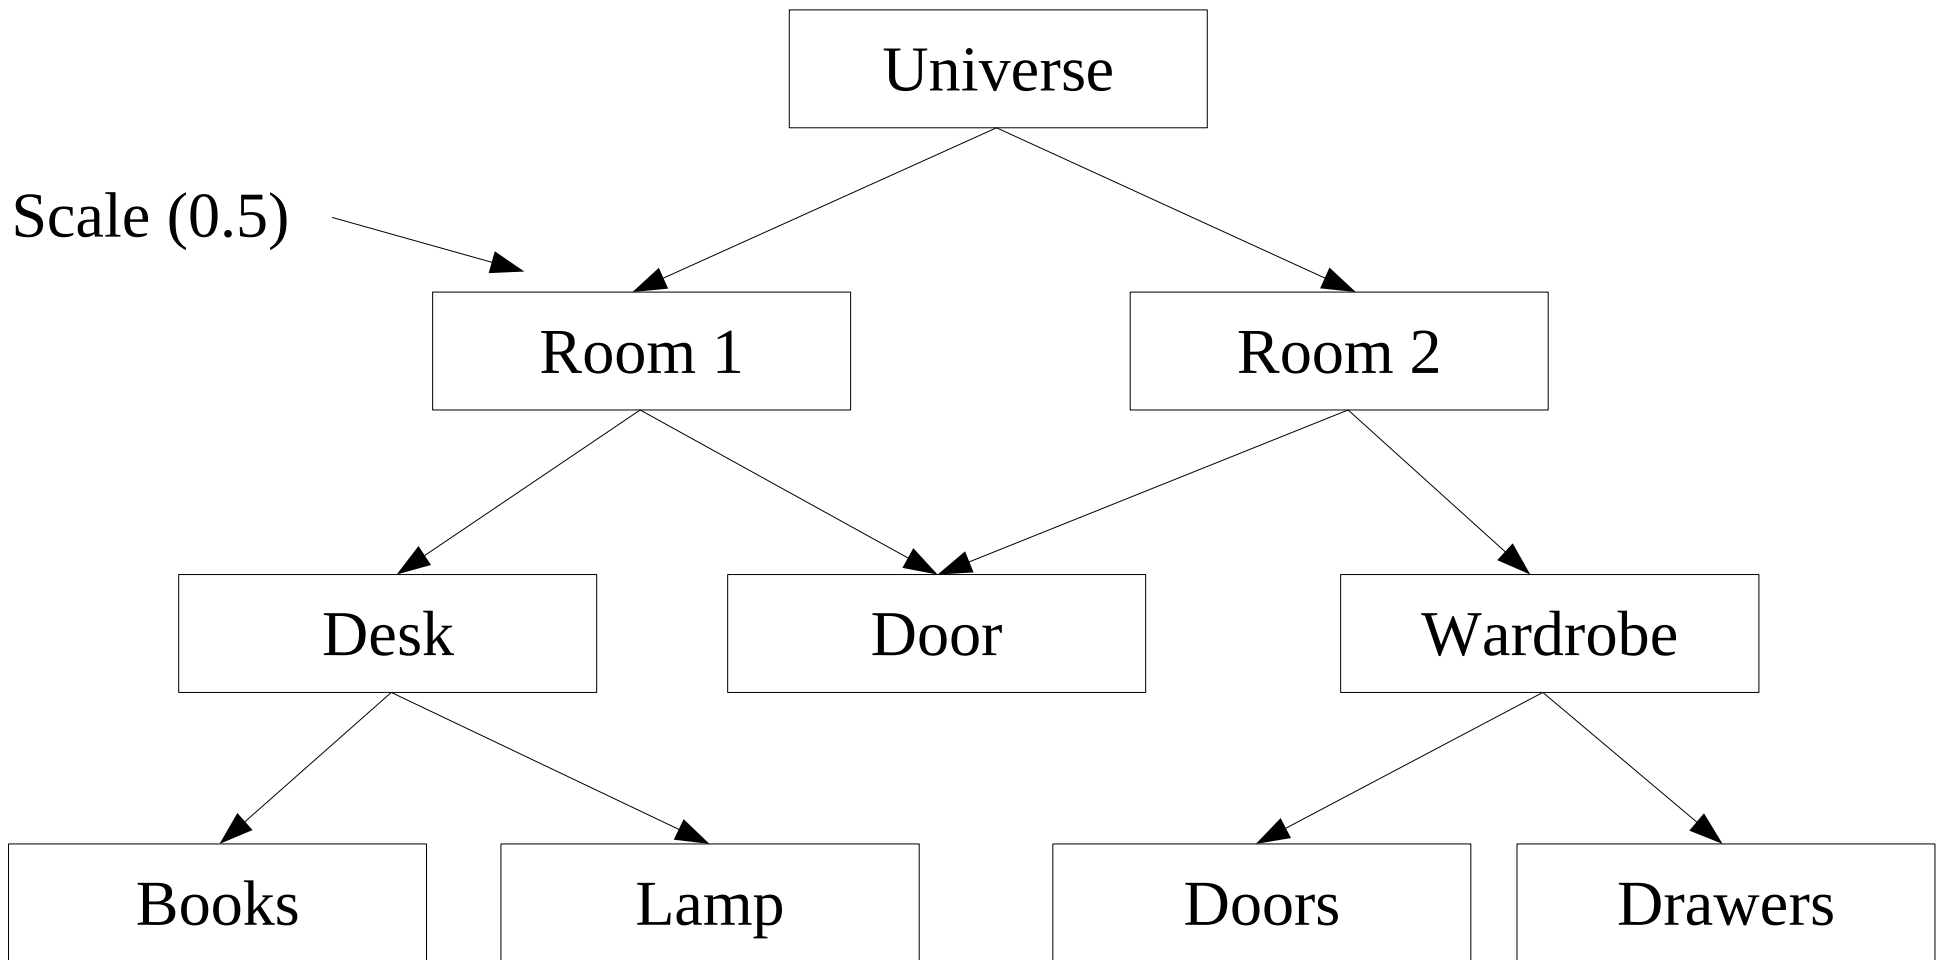 Universe
Scale (0.5)
Room 1
Room 2
Desk
Door
Wardrobe
Books
Lamp
Doors
Drawers